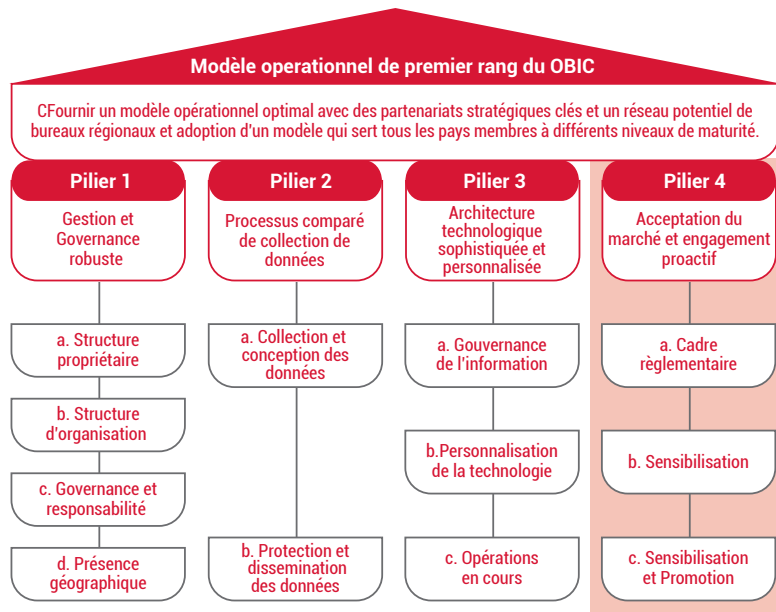 Modèle operationnel de premier rang du OBIC
CFournir un modèle opérationnel optimal avec des partenariats stratégiques clés et un réseau potentiel de
bureaux régionaux et adoption d'un modèle qui sert tous les pays membres à différents niveaux de maturité.
Pilier 1
Gestion et
Governance
robuste
a. Structure
propriétaire
b. Structure
d'organisation
c. Governance et
responsabilité
d. Présence
géographique
Pilier 2
Processus comparé
de collection de
données
a. Collection et
conception des
données
b. Protection et
dissemination
des données
Pilier 3
Architecture
technologique
sophistiquée et
personnalisée
a. Gouvernance
de l'information
b.Personnalisation
de la technologie
c. Opérations
en cours
Pilier 4
Acceptation du
marché et engagement
proactif
a. Cadre
règlementaire
b. Sensibilisation
c. Sensibilisation
et Promotion